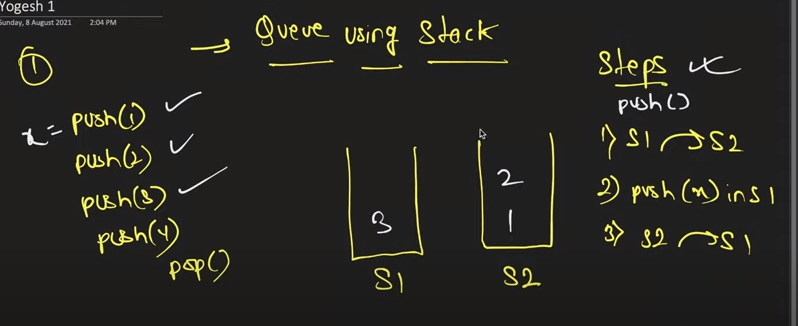 Yogesh 1
Sunday, 8 August 2021 2:04 PM
→ Queue using Stack
1
x = push(1) ✓
push(2) ✓
push(3) ✓
push(4)
pop()
3
S1
2
1
S2
Steps
push()
1) S1 → S2
2) push(x) in S1
3) S2 → S1